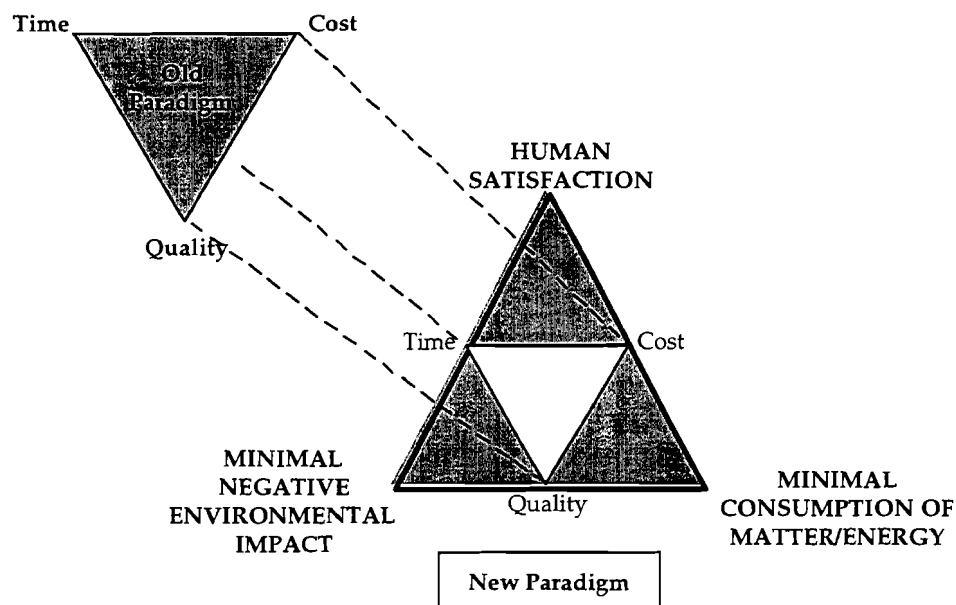 Time
Cost
Old
Paradigm
Quality
HUMAN
SATISFACTION
Time
Cost
MINIMAL
NEGATIVE
ENVIRONMENTAL
IMPACT
Quality
MINIMAL
CONSUMPTION OF
MATTER/ENERGY
New Paradigm